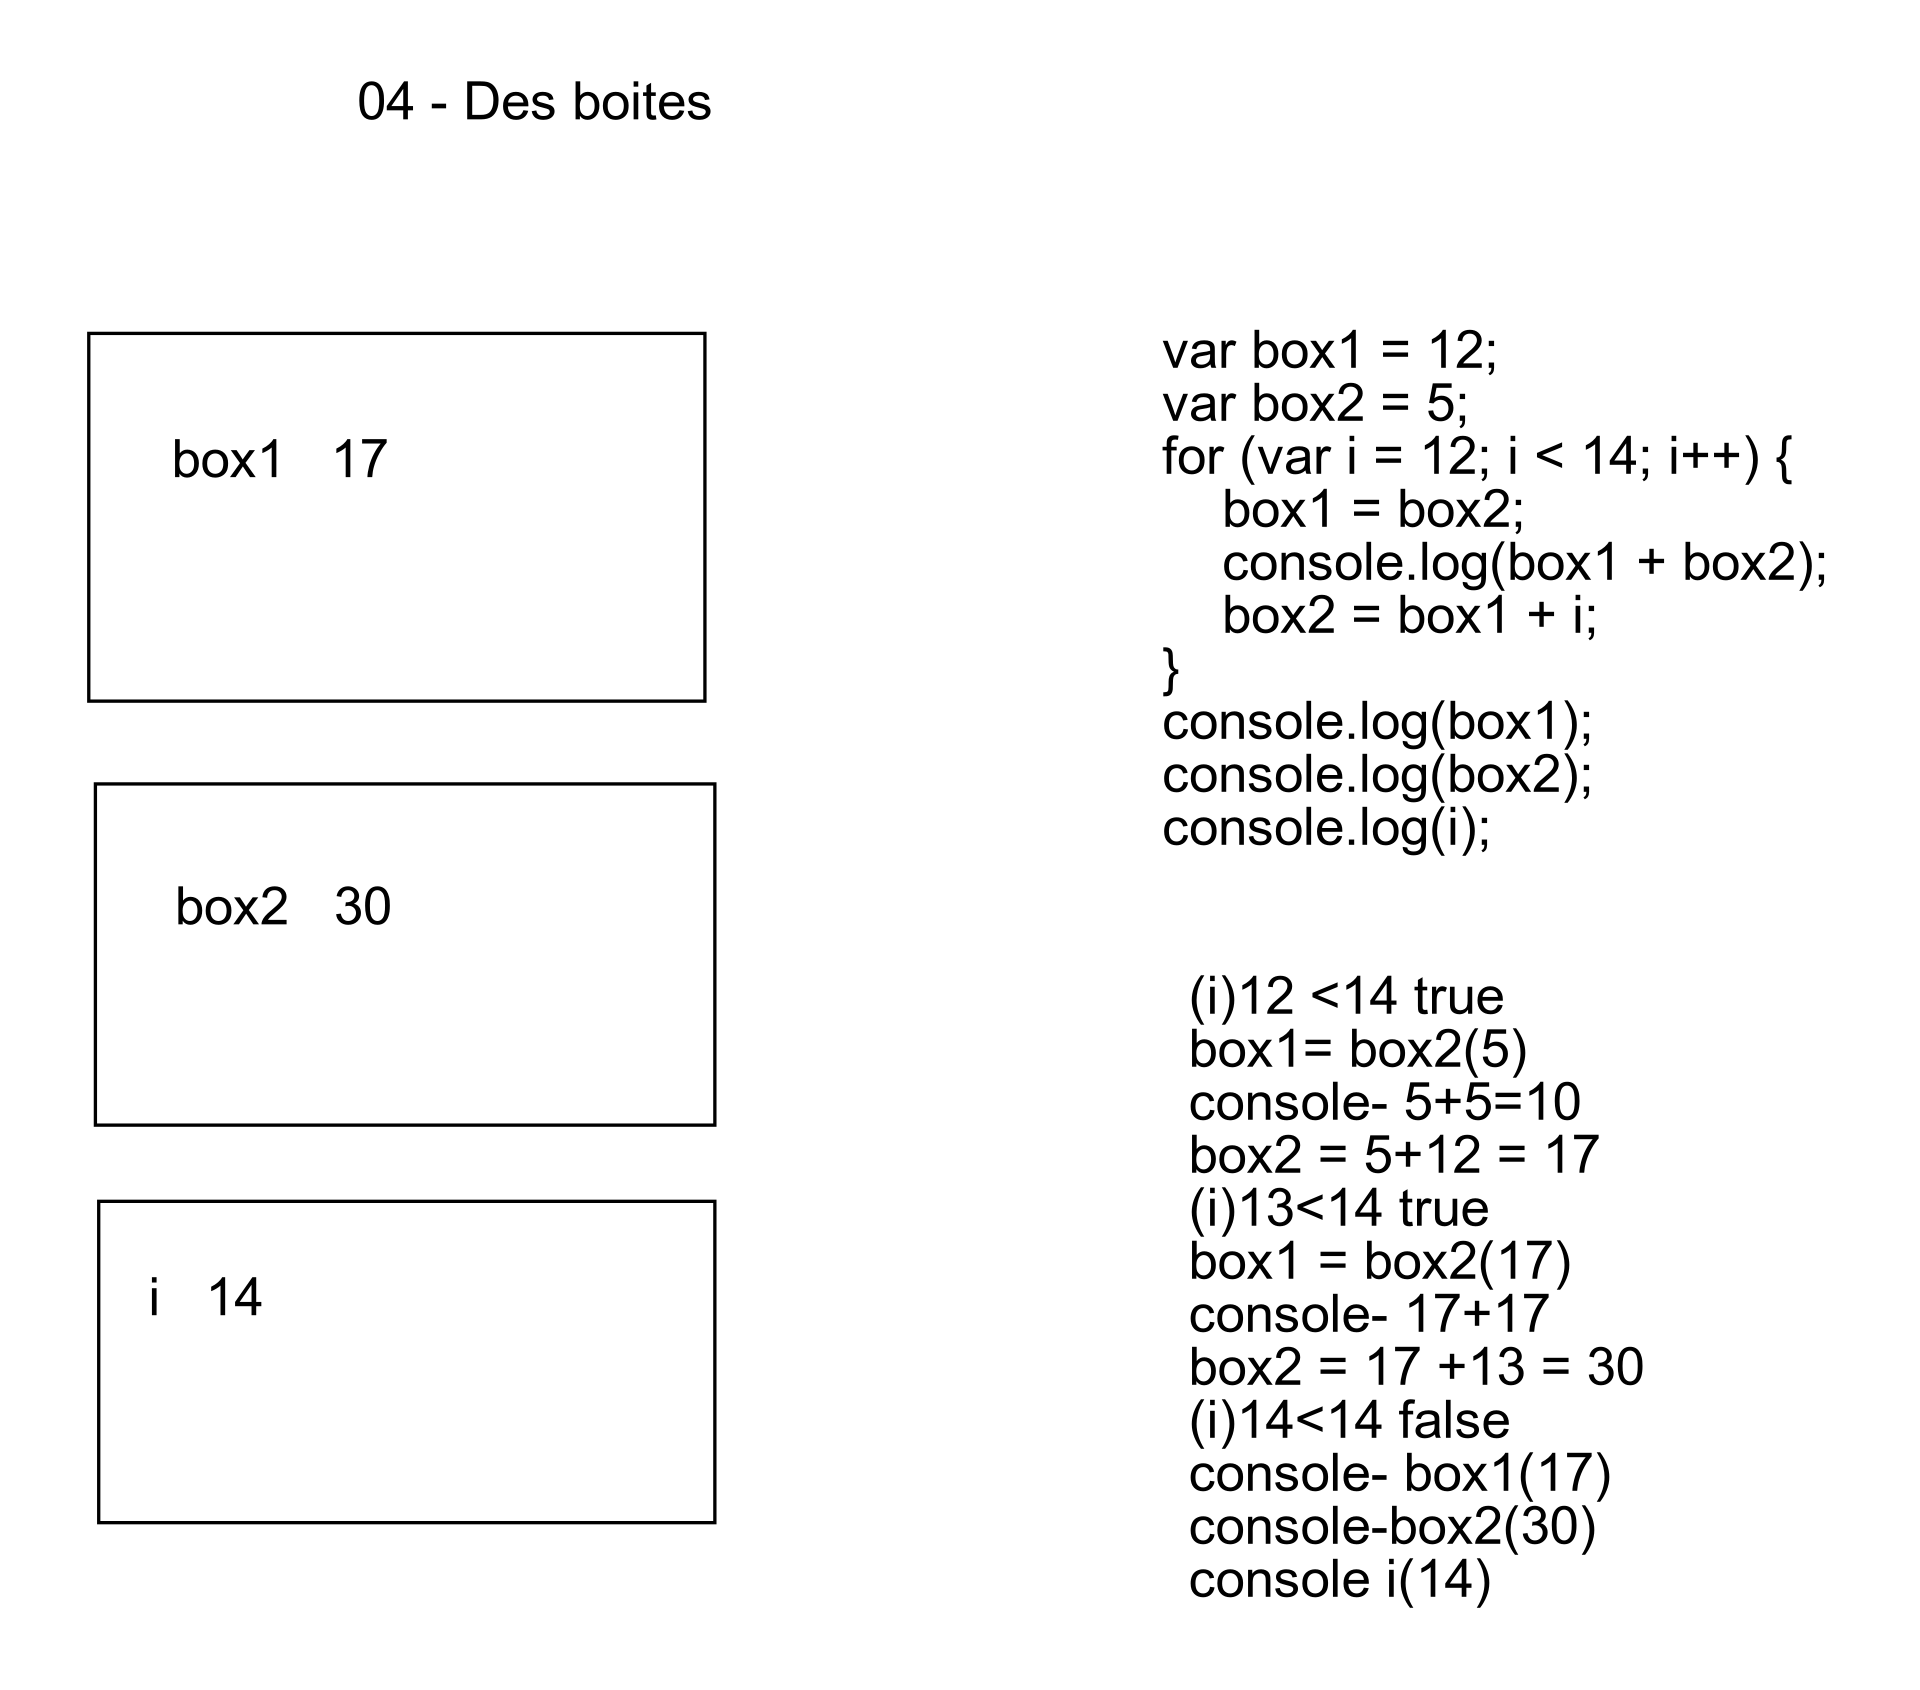 04 - Des boites
box1 17
box2 30
i 14
var box1 = 12;
var box2 = 5;
for (var i = 12; i < 14; i++) {
box1 = box2;
console.log(box1 + box2);
box2 = box1 + i;
}
console.log(box1);
console.log(box2);
console.log(i);
(i)12 <14 true
box1= box2(5)
console- 5+5=10
box2 = 5+12 = 17
(i)13<14 true
box1 = box2(17)
console- 17+17
box2 = 17 +13 = 30
(i)14<14 false
console- box1(17)
console-box2(30)
console i(14)